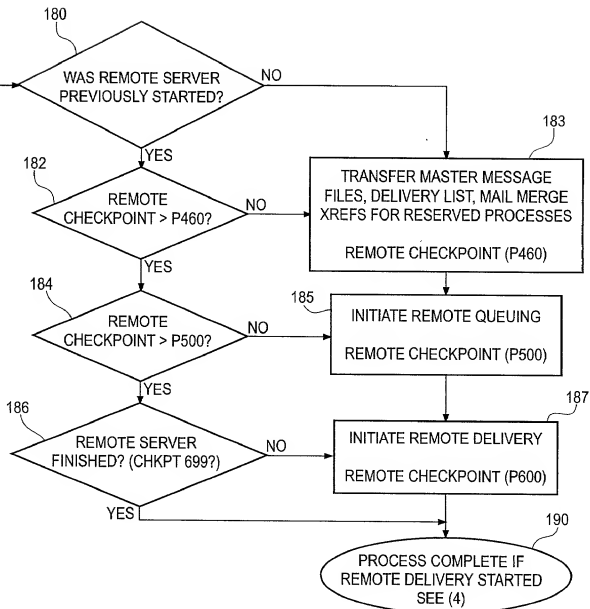 180
WAS REMOTE SERVER
PREVIOUSLY STARTED?
NO
YES
183
TRANSFER MASTER MESSAGE
FILES, DELIVERY LIST, MAIL MERGE
XREFS FOR RESERVED PROCESSES
REMOTE CHECKPOINT (P460)
182
REMOTE
CHECKPOINT > P460?
NO
YES
184
REMOTE
CHECKPOINT > P500?
NO
YES
185
INITIATE REMOTE QUEUING
REMOTE CHECKPOINT (P500)
186
REMOTE SERVER
FINISHED? (CHKPT 699?)
NO
YES
187
INITIATE REMOTE DELIVERY
REMOTE CHECKPOINT (P600)
190
PROCESS COMPLETE IF
REMOTE DELIVERY STARTED
SEE (4)